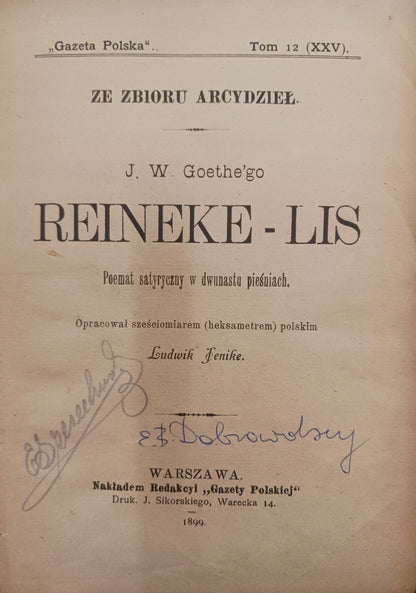 „Gazeta Polska“. Tom 12 (XXV).
ZE ZBIORU ARCYDZIEŁ.
J. W. Goethe'go
REINEKE - LIS
Poemat satyryczny w dwunastu pieśniach.
Opracował sześciomiarem (heksametrem) polskim
Ludwik Jenike.
E.B. Dobrowolscy
WARSZAWA.
Nakładem Redakcyi „Gazety Polskiej”
Druk. J. Sikorskiego, Warecka 14.
1899.